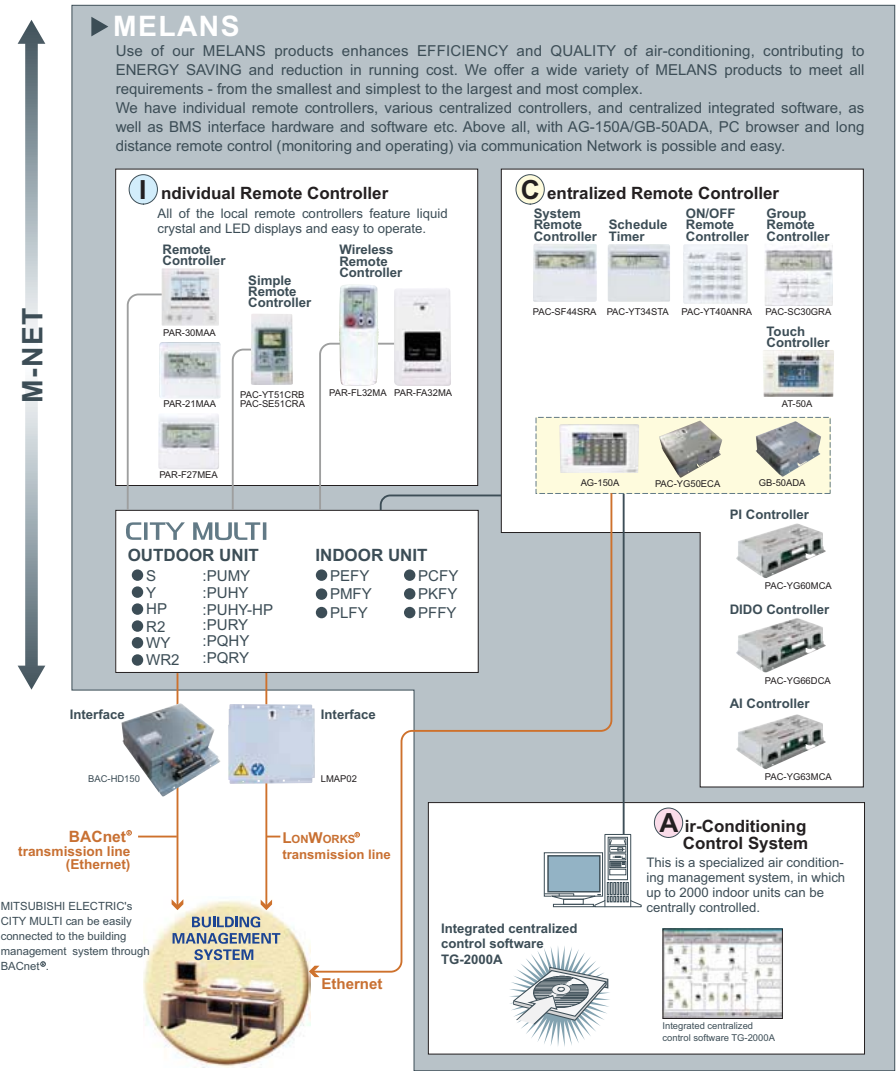 MELANS
Use of our MELANS products enhances EFFICIENCY and QUALITY of air-conditioning, contributing to
ENERGY SAVING and reduction in running cost. We offer a wide variety of MELANS products to meet all
requirements - from the smallest and simplest to the largest and most complex.
We have individual remote controllers, various centralized controllers, and centralized integrated software, as
well as BMS interface hardware and software etc. Above all, with AG-150A/GB-50ADA, PC browser and long
distance remote control (monitoring and operating) via communication Network is possible and easy.
M-NET
Individual Remote Controller
All of the local remote controllers feature liquid
crystal and LED displays and easy to operate.
Remote
Controller
PAR-30MAA
PAR-21MAA
PAR-F27MEA
Simple
Remote
Controller
PAC-YT51CRB
PAC-SE51CRA
Wireless
Remote
Controller
PAR-FL32MA
PAR-FA32MA
Centralized Remote Controller
System
Remote
Controller
PAC-SF44SRA
Schedule
Timer
PAC-YT34STA
ON/OFF
Remote
Controller
PAC-YT40ANRA
Group
Remote
Controller
PAC-SC30GRA
Touch
Controller
AT-50A
AG-150A
PAC-YG50ECA
GB-50ADA
PI Controller
PAC-YG60MCA
DIDO Controller
PAC-YG66DCA
AI Controller
PAC-YG63MCA
CITY MULTI
OUTDOOR UNIT
●S :PUMY
●Y :PUHY
●HP :PUHY-HP
●R2 :PURY
●WY :PQHY
●WR2 :PQRY
INDOOR UNIT
●PEFY ●PCFY
●PMFY ●PKFY
●PLFY ●PFFY
Interface
BAC-HD150
Interface
LMAP02
BACnet®
transmission line
(Ethernet)
LONWORKS®
transmission line
MITSUBISHI ELECTRIC's
CITY MULTI can be easily
connected to the building
management system through
BACnet®.
BUILDING
MANAGEMENT
SYSTEM
Ethernet
Air-Conditioning
Control System
This is a specialized air condition-
ing management system, in which
up to 2000 indoor units can be
centrally controlled.
Integrated centralized
control software
TG-2000A
Integrated centralized
control software TG-2000A